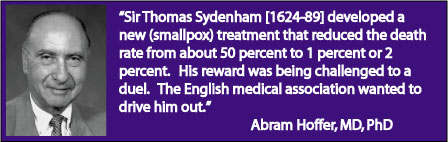 “Sir Thomas Sydenham [1624-89] developed a
new (smallpox) treatment that reduced the death
rate from about 50 percent to 1 percent or 2
percent.  His reward was being challenged to a
duel.  The English medical association wanted to
drive him out.”
Abram Hoffer, MD, PhD